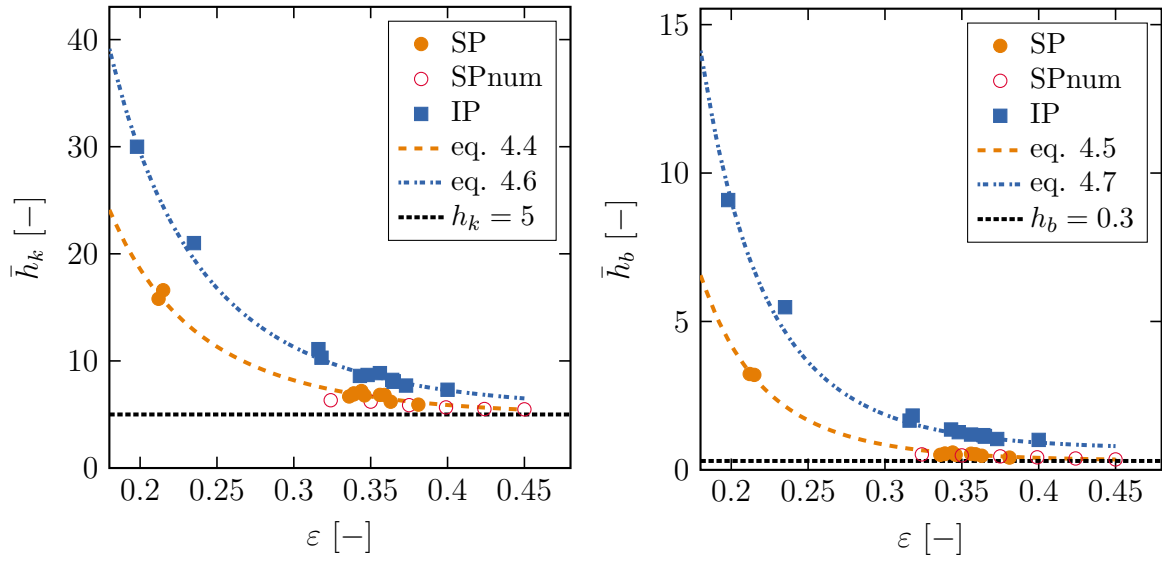 40
30
20
10
0
h̄_k [−]
SP
SPnum
IP
eq. 4.4
eq. 4.6
h_k = 5
0.2 0.25 0.3 0.35 0.4 0.45
ε [−]
15
10
5
0
h̄_b [−]
SP
SPnum
IP
eq. 4.5
eq. 4.7
h_b = 0.3
0.2 0.25 0.3 0.35 0.4 0.45
ε [−]